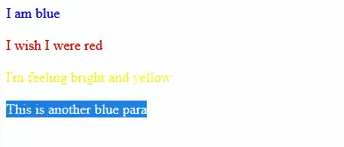 I am blue
I wish I were red
I'm feeling bright and yellow
This is another blue para